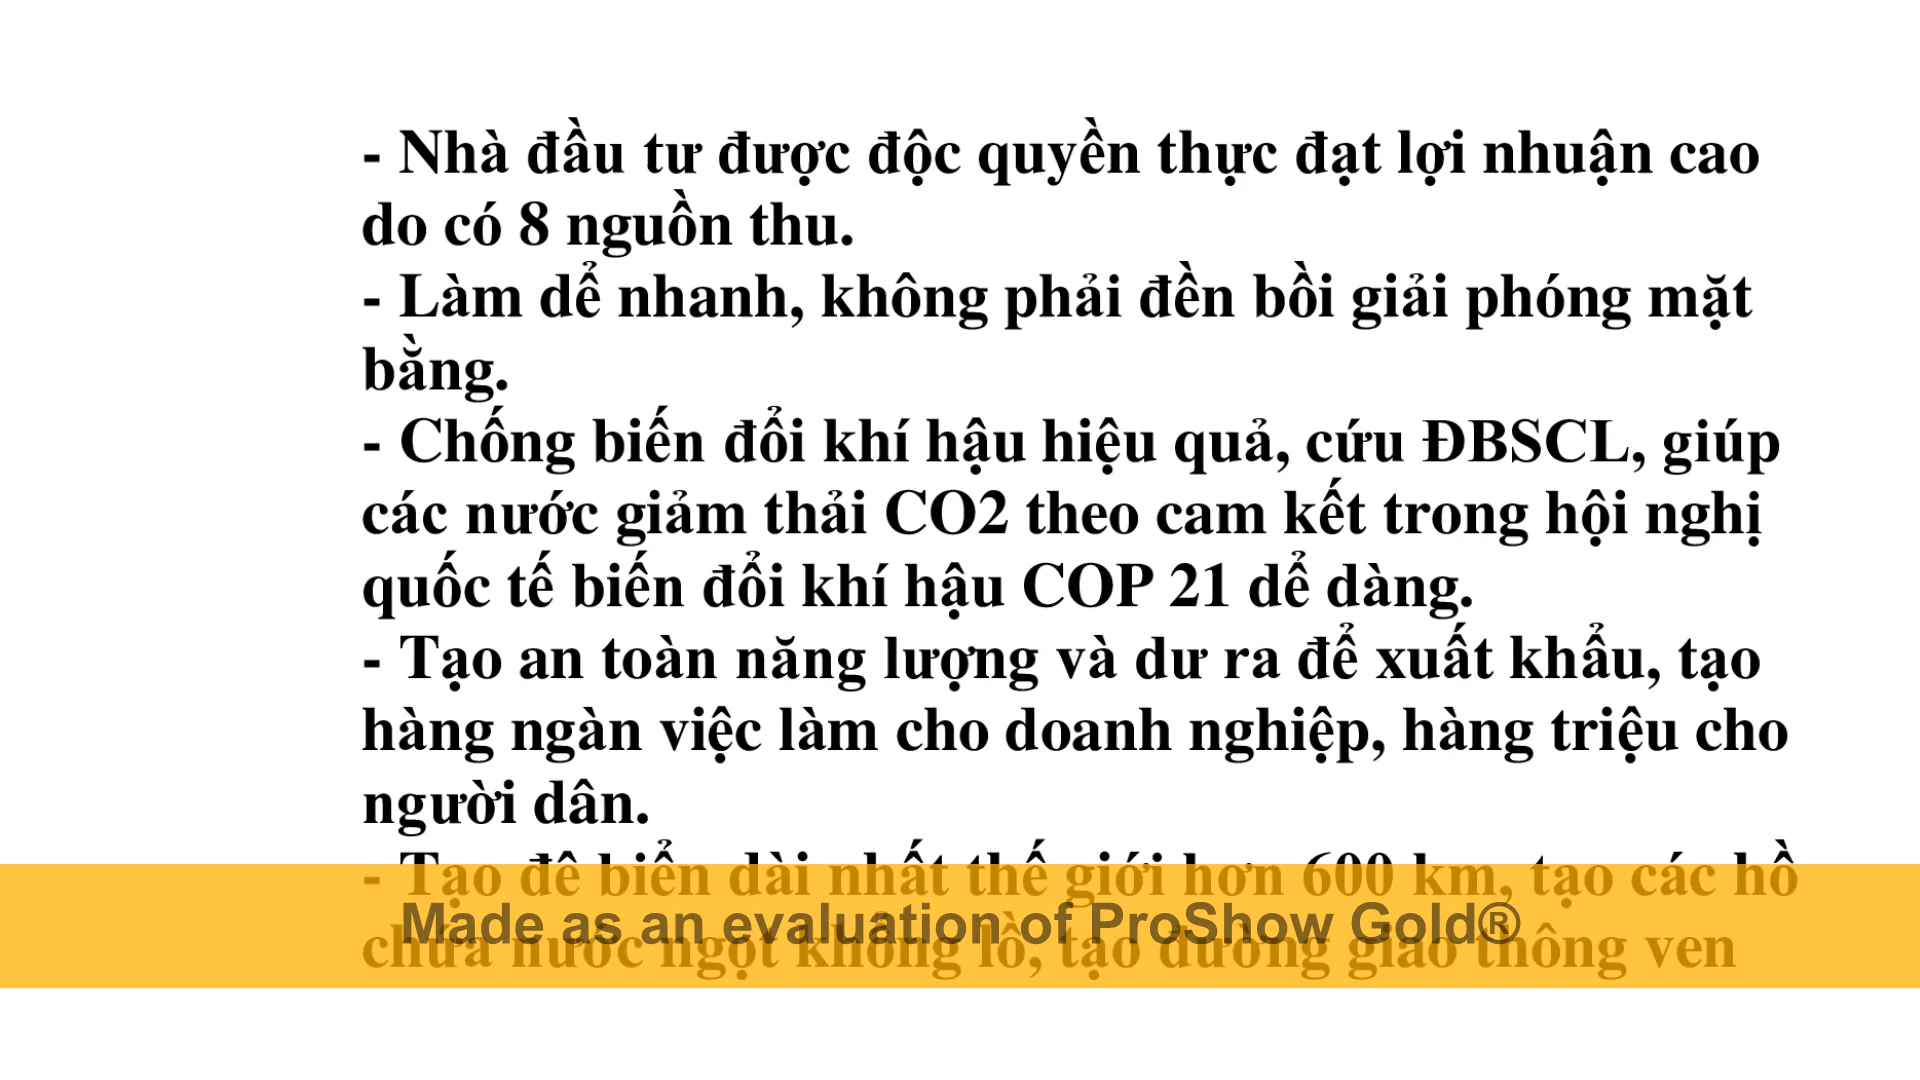 - Nhà đầu tư được độc quyền thực đạt lợi nhuận cao
do có 8 nguồn thu.
- Làm dể nhanh, không phải đền bồi giải phóng mặt
bằng.
- Chống biến đổi khí hậu hiệu quả, cứu ĐBSCL, giúp
các nước giảm thải CO2 theo cam kết trong hội nghị
quốc tế biến đổi khí hậu COP 21 dể dàng.
- Tạo an toàn năng lượng và dư ra để xuất khẩu, tạo
hàng ngàn việc làm cho doanh nghiệp, hàng triệu cho
người dân.
- Tạo đê biển dài nhất thế giới hơn 600 km, tạo các hồ
Made as an evaluation of ProShow Gold®
chứa nước ngọt khổng lồ, tạo đường giao thông ven